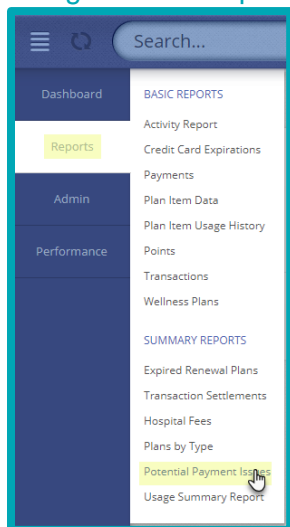 Search...
Dashboard
Reports
Admin
Performance
BASIC REPORTS
Activity Report
Credit Card Expirations
Payments
Plan Item Data
Plan Item Usage History
Points
Transactions
Wellness Plans
SUMMARY REPORTS
Expired Renewal Plans
Transaction Settlements
Hospital Fees
Plans by Type
Potential Payment Issues
Usage Summary Report